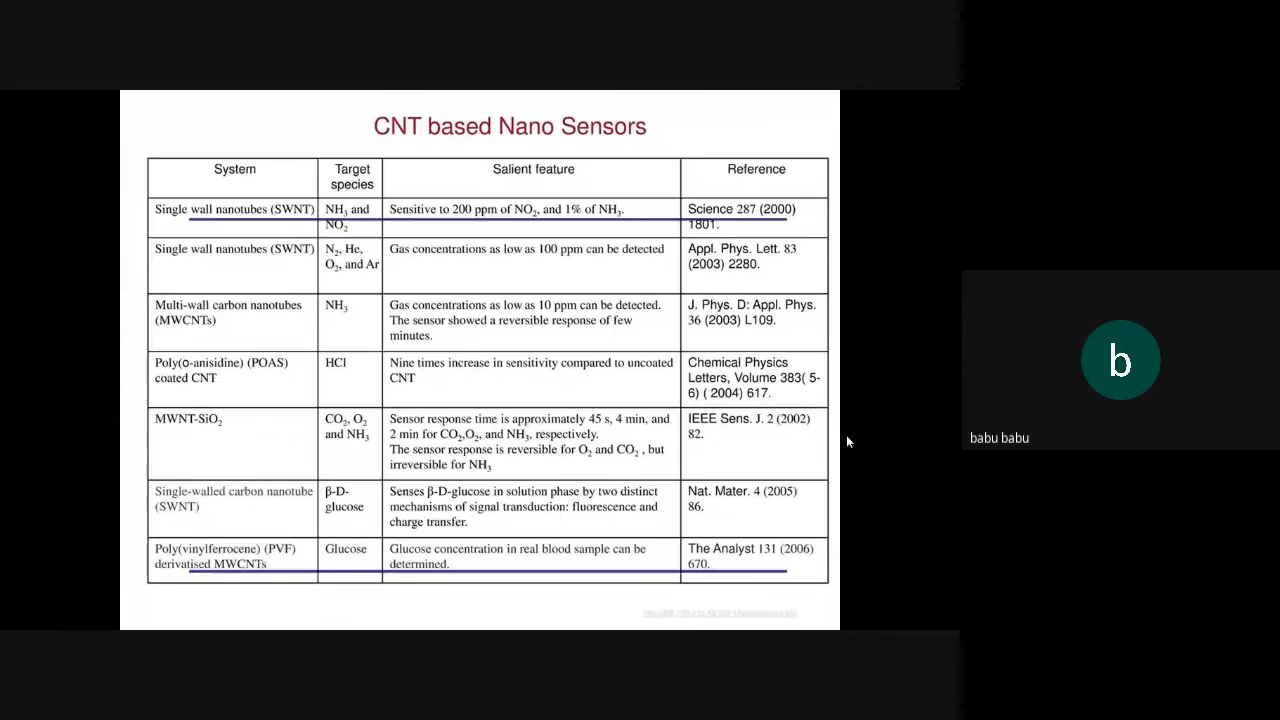 CNT based Nano Sensors
System
Target
species
Salient feature
Reference
Single wall nanotubes (SWNT)
NH₃ and
NO₂
Sensitive to 200 ppm of NO₂, and 1% of NH₃.
Science 287 (2000)
1801.
Single wall nanotubes (SWNT)
N₂, He,
O₂, and Ar
Gas concentrations as low as 100 ppm can be detected
Appl. Phys. Lett. 83
(2003) 2280.
Multi-wall carbon nanotubes
(MWCNTs)
NH₃
Gas concentrations as low as 10 ppm can be detected.
The sensor showed a reversible response of few
minutes.
J. Phys. D: Appl. Phys.
36 (2003) L109.
Poly(o-anisidine) (POAS)
coated CNT
HCl
Nine times increase in sensitivity compared to uncoated
CNT
Chemical Physics
Letters, Volume 383( 5-
6) ( 2004) 617.
MWNT-SiO₂
CO₂, O₂
and NH₃
Sensor response time is approximately 45 s, 4 min, and
2 min for CO₂,O₂, and NH₃, respectively.
The sensor response is reversible for O₂ and CO₂ , but
irreversible for NH₃
IEEE Sens. J. 2 (2002)
82.
Single-walled carbon nanotube
(SWNT)
β-D-
glucose
Senses β-D-glucose in solution phase by two distinct
mechanisms of signal transduction: fluorescence and
charge transfer.
Nat. Mater. 4 (2005)
86.
Poly(vinylferrocene) (PVF)
derivatised MWCNTs
Glucose
Glucose concentration in real blood sample can be
determined.
The Analyst 131 (2006)
670.
b
babu babu